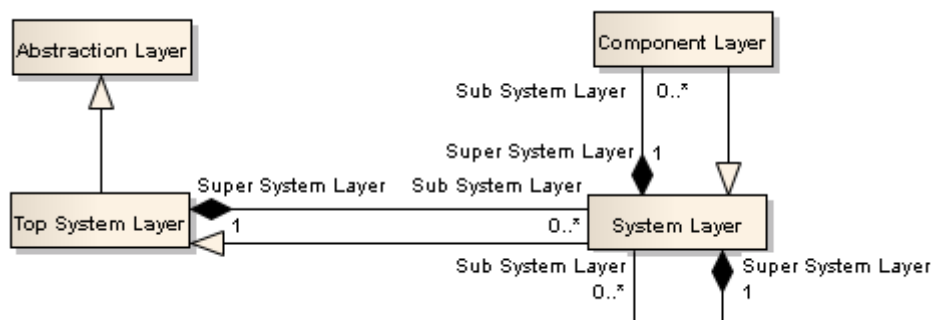 Abstraction Layer
Component Layer
Sub System Layer 0..*
Super System Layer 1
Super System Layer Sub System Layer
Top System Layer
1 0..*
System Layer
Sub System Layer Super System Layer
0..* 1